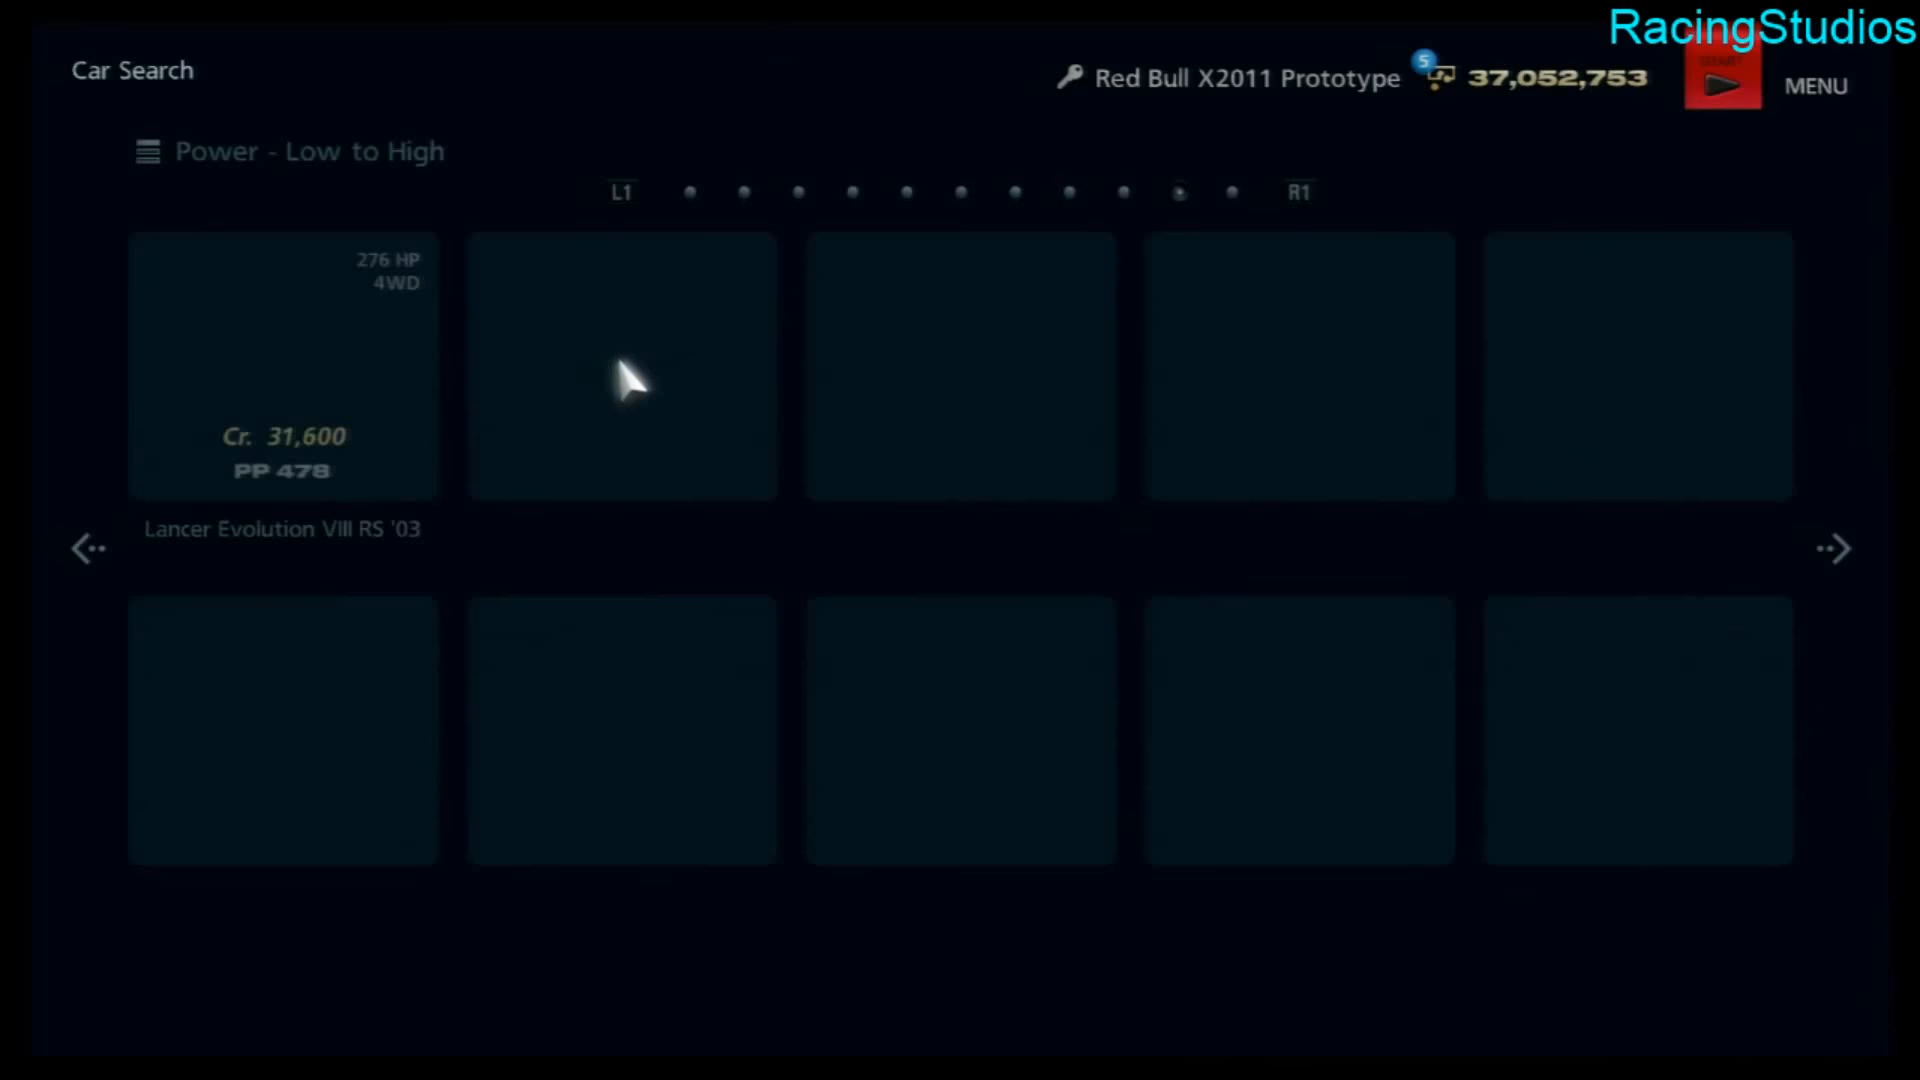 RacingStudios
Car Search
Red Bull X2011 Prototype
5
37,052,753
START
MENU
Power - Low to High
L1
R1
276 HP
4WD
Cr. 31,600
PP 478
Lancer Evolution VIII RS '03